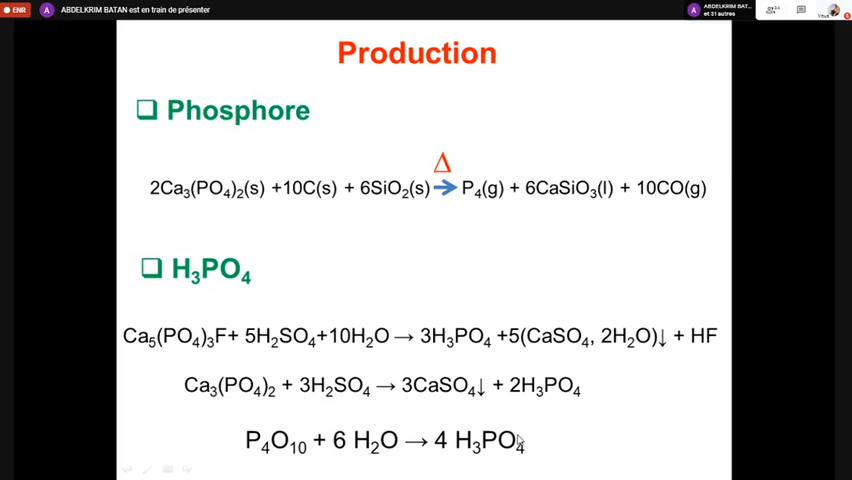 ENR A ABDELKRIM BATAN est en train de présenter
A ABDELKRIM BAT... et 31 autres
Vous
Production
❑ Phosphore
Δ
2Ca₃(PO₄)₂(s) +10C(s) + 6SiO₂(s) ➔ P₄(g) + 6CaSiO₃(l) + 10CO(g)
❑ H₃PO₄
Ca₅(PO₄)₃F+ 5H₂SO₄+10H₂O → 3H₃PO₄ +5(CaSO₄, 2H₂O)↓ + HF
Ca₃(PO₄)₂ + 3H₂SO₄ → 3CaSO₄↓ + 2H₃PO₄
P₄O₁₀ + 6 H₂O → 4 H₃PO₄